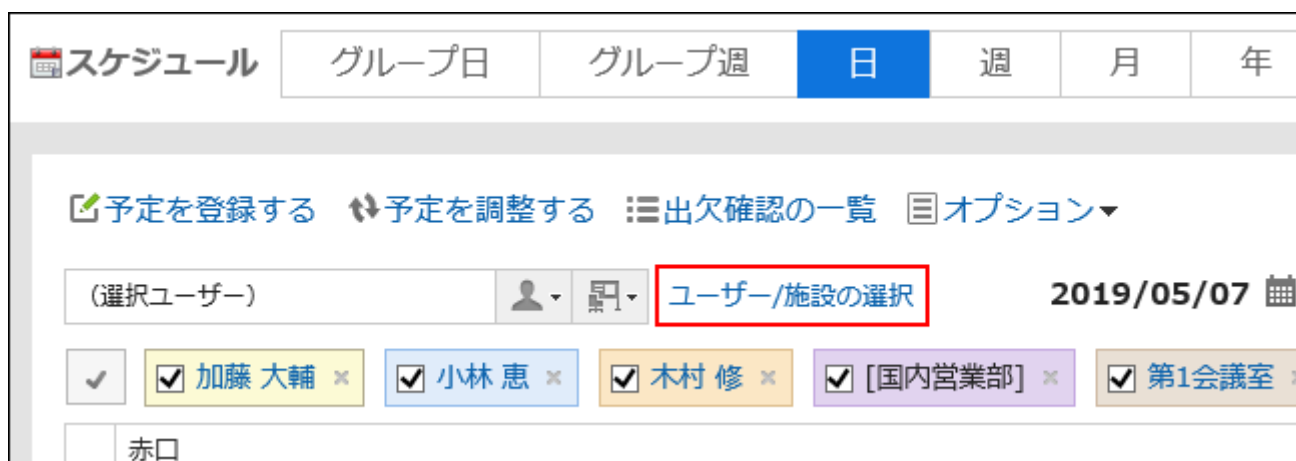 スケジュール グループ日 グループ週 日 週 月 年
予定を登録する 予定を調整する 出欠確認の一覧 オプション
(選択ユーザー) ユーザー/施設の選択 2019/05/07
加藤 大輔 × 小林 恵 × 木村 修 × [国内営業部] × 第1会議室 ×
赤口